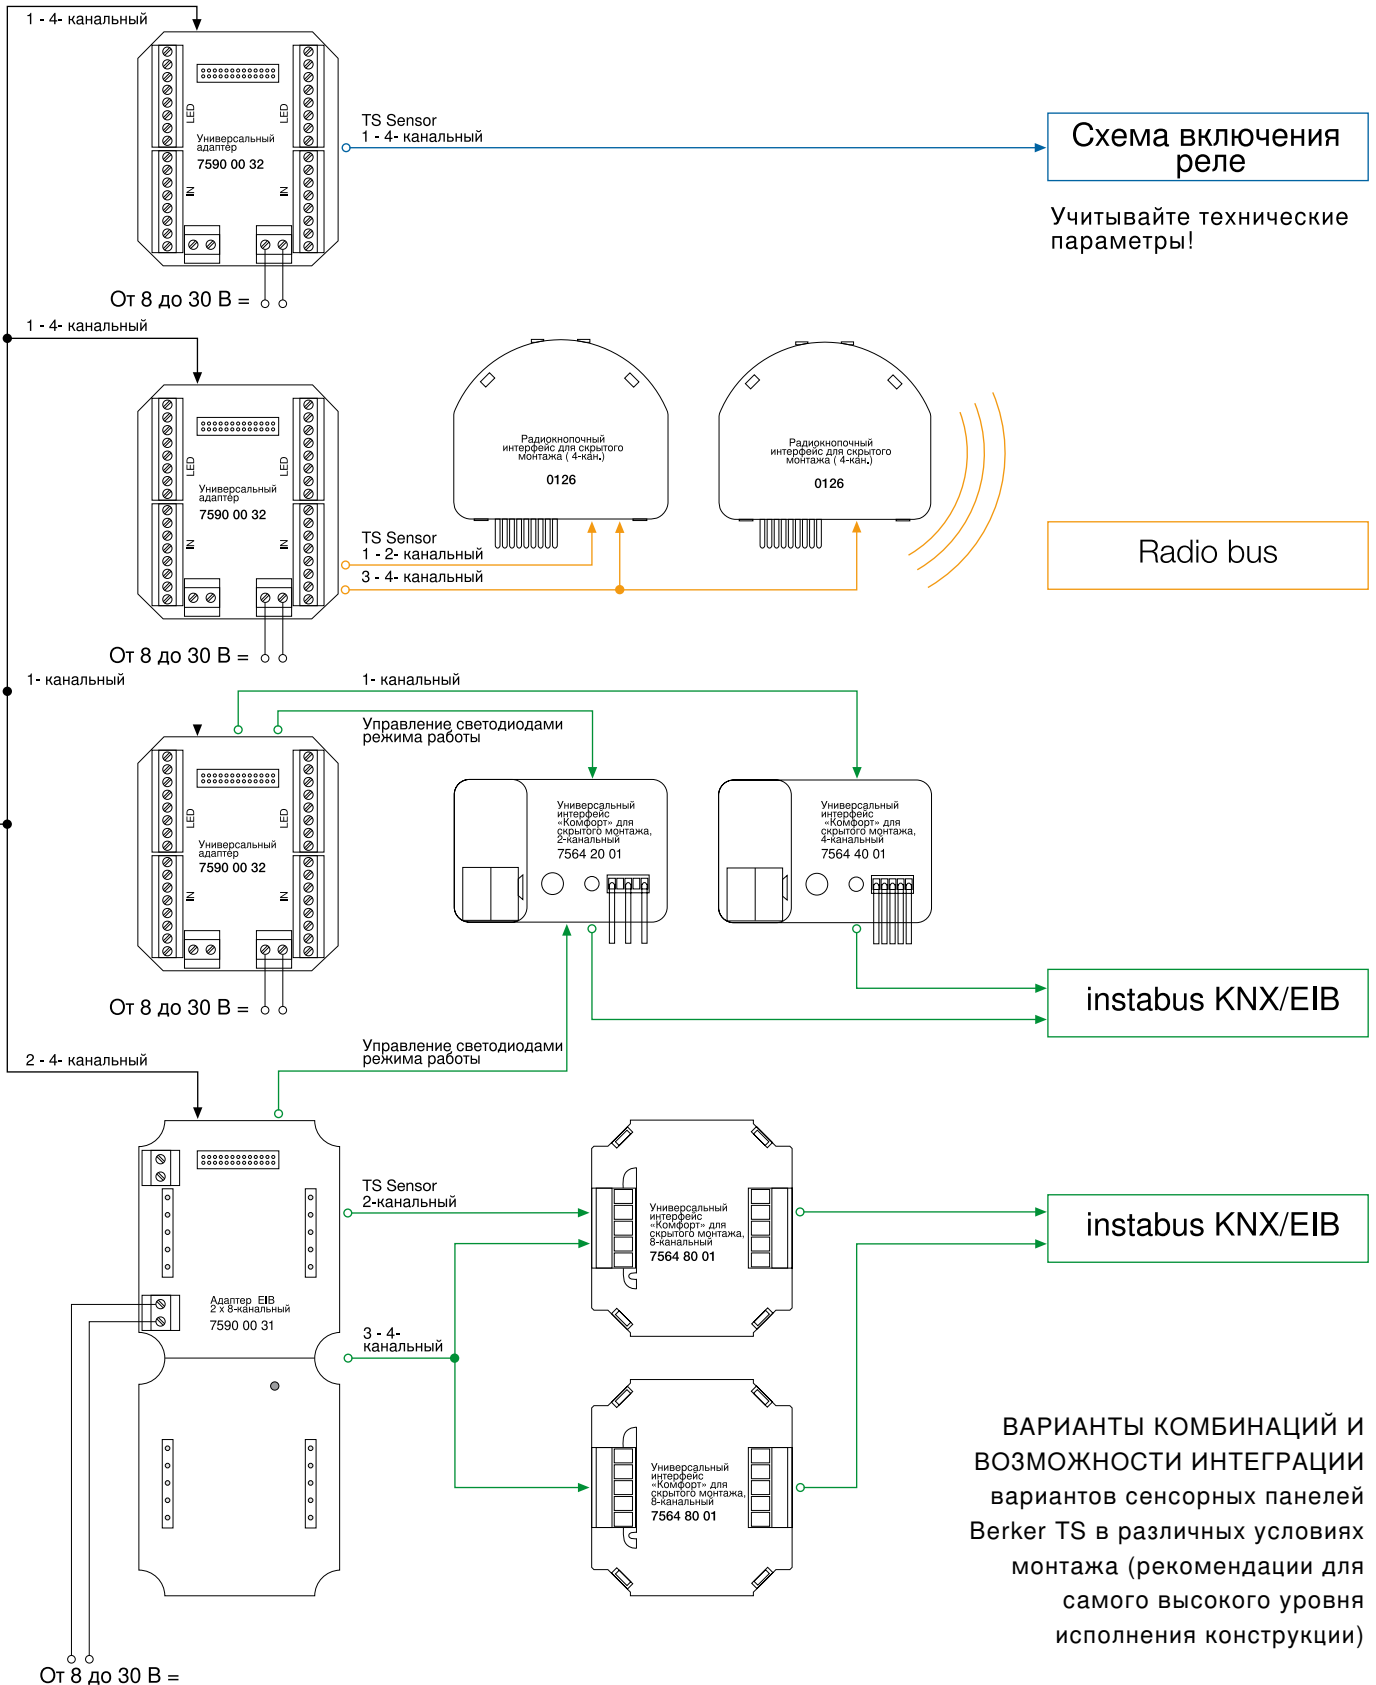 1 - 4- канальный
LED
LED
Универсальный
адаптер
7590 00 32
IN
IN
От 8 до 30 В =
TS Sensor
1 - 4- канальный
Схема включения
реле
Учитывайте технические
параметры!
1 - 4- канальный
LED
LED
Универсальный
адаптер
7590 00 32
IN
IN
От 8 до 30 В =
Радиокнопочный
интерфейс для скрытого
монтажа ( 4-кан.)
0126
Радиокнопочный
интерфейс для скрытого
монтажа ( 4-кан.)
0126
TS Sensor
1 - 2- канальный
3 - 4- канальный
Radio bus
1- канальный
1- канальный
Управление светодиодами
режима работы
LED
LED
Универсальный
адаптер
7590 00 32
IN
IN
От 8 до 30 В =
Универсальный
интерфейс
«Комфорт» для
скрытого монтажа,
2-канальный
7564 20 01
Универсальный
интерфейс
«Комфорт» для
скрытого монтажа,
4-канальный
7564 40 01
instabus KNX/EIB
2 - 4- канальный
Управление светодиодами
режима работы
TS Sensor
2-канальный
Адаптер EIB
2 x 8-канальный
7590 00 31
3 - 4-
канальный
Универсальный
интерфейс
«Комфорт» для
скрытого монтажа,
8-канальный
7564 80 01
instabus KNX/EIB
Универсальный
интерфейс
«Комфорт» для
скрытого монтажа,
8-канальный
7564 80 01
От 8 до 30 В =
ВАРИАНТЫ КОМБИНАЦИЙ И
ВОЗМОЖНОСТИ ИНТЕГРАЦИИ
вариантов сенсорных панелей
Berker TS в различных условиях
монтажа (рекомендации для
самого высокого уровня
исполнения конструкции)